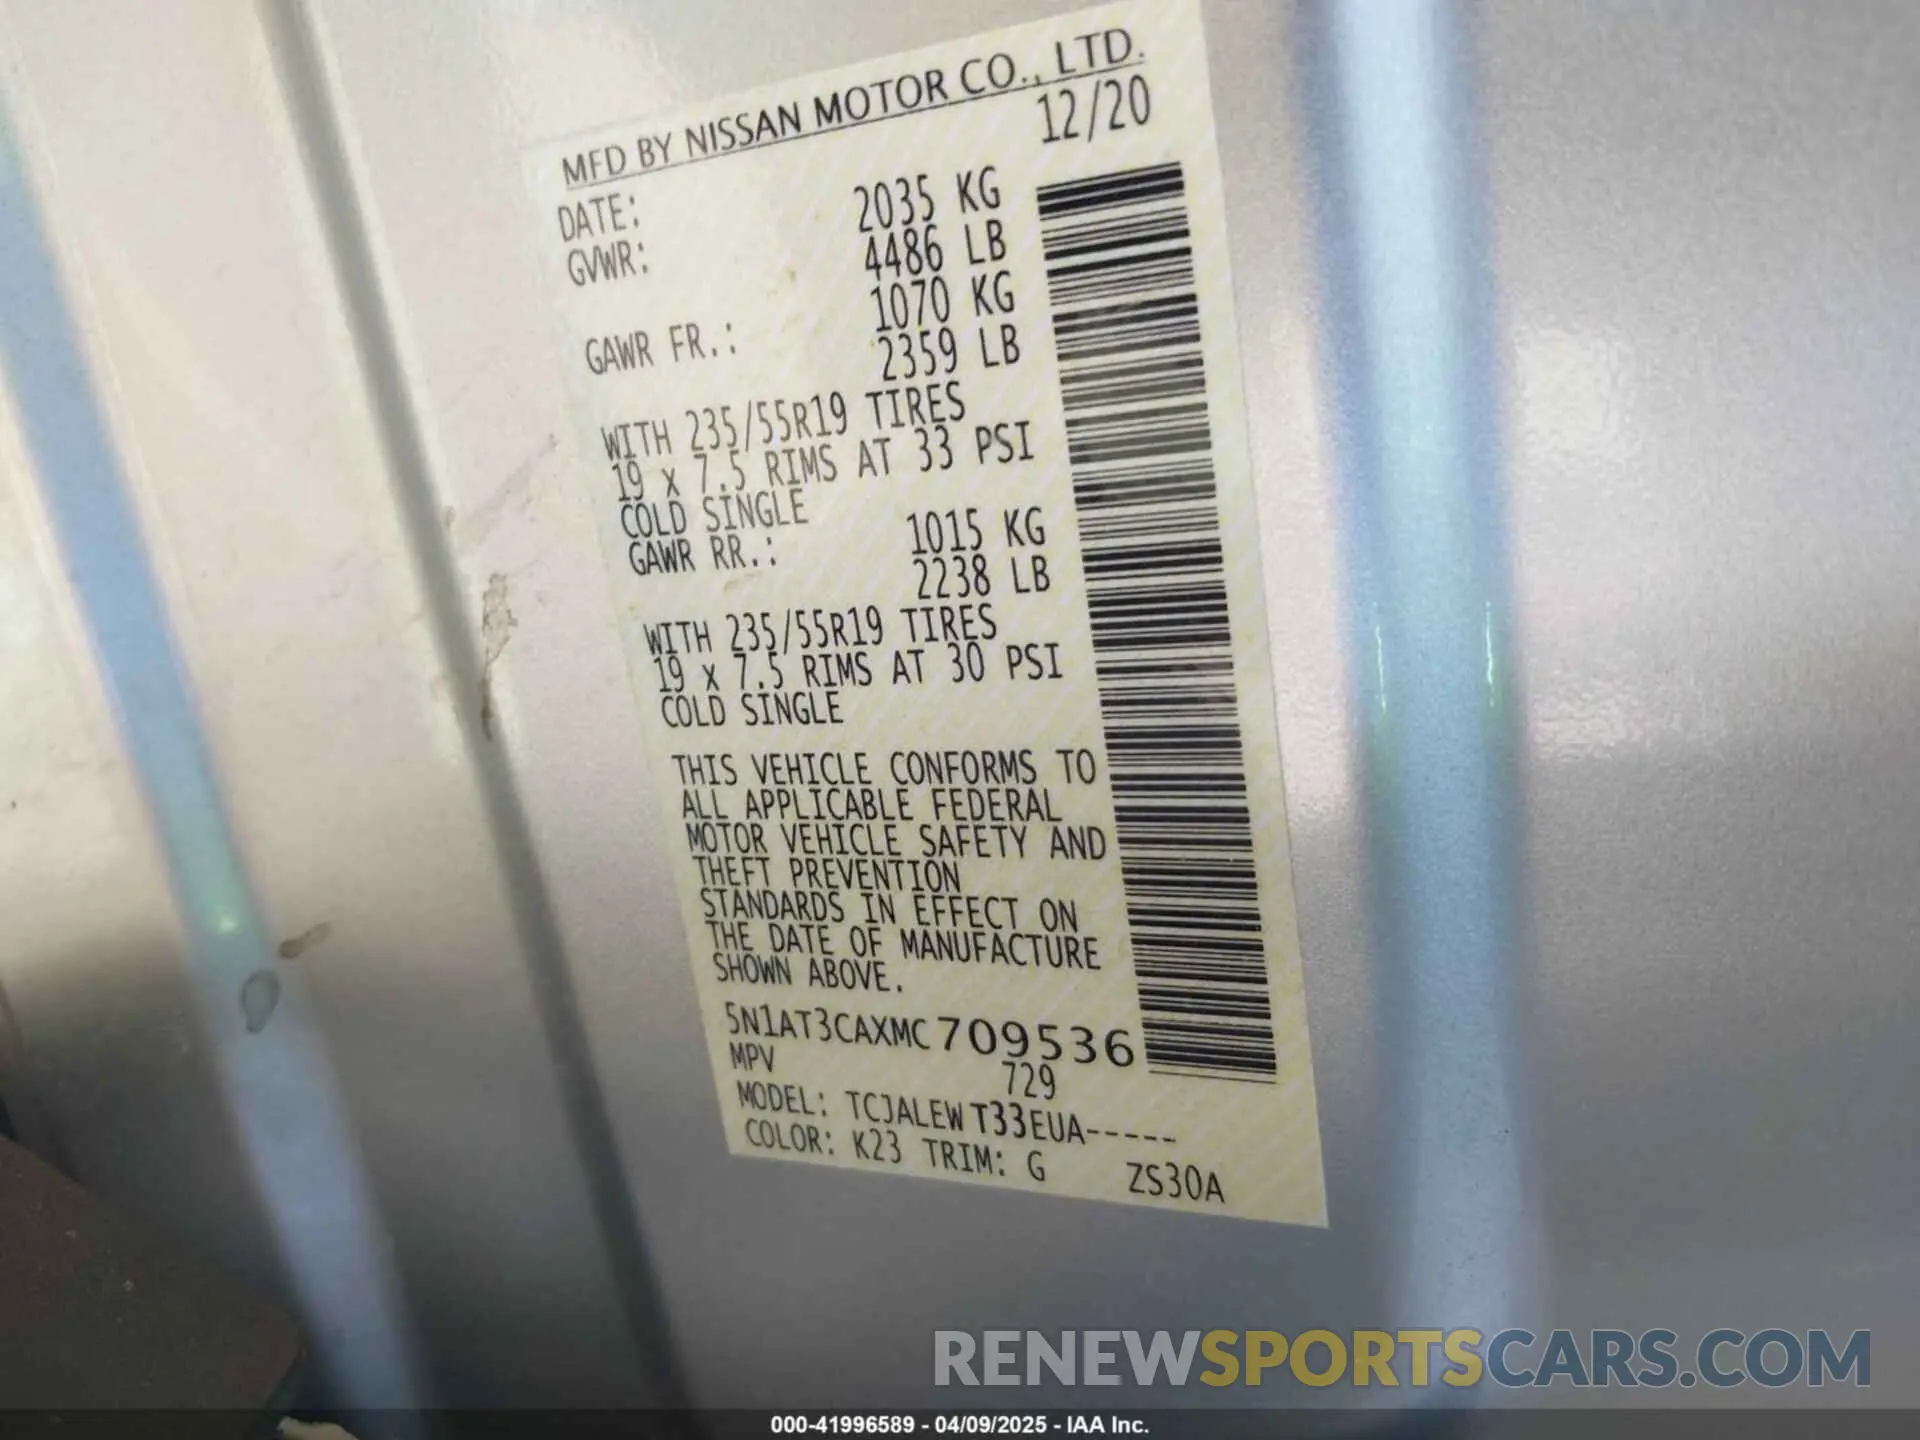 MFD BY NISSAN MOTOR CO., LTD.
DATE: 12/20
GVWR: 2035 KG
4486 LB
GAWR FR.: 1070 KG
2359 LB
WITH 235/55R19 TIRES
19 x 7.5 RIMS AT 33 PSI
COLD SINGLE
GAWR RR.: 1015 KG
2238 LB
WITH 235/55R19 TIRES
19 x 7.5 RIMS AT 30 PSI
COLD SINGLE
THIS VEHICLE CONFORMS TO
ALL APPLICABLE FEDERAL
MOTOR VEHICLE SAFETY AND
THEFT PREVENTION
STANDARDS IN EFFECT ON
THE DATE OF MANUFACTURE
SHOWN ABOVE.
5N1AT3CAXMC 709536
MPV 729
MODEL: TCJALEW T33EUA-----
COLOR: K23 TRIM: G ZS30A
RENEWSPORTSCARS.COM
000-41996589 - 04/09/2025 - IAA Inc.